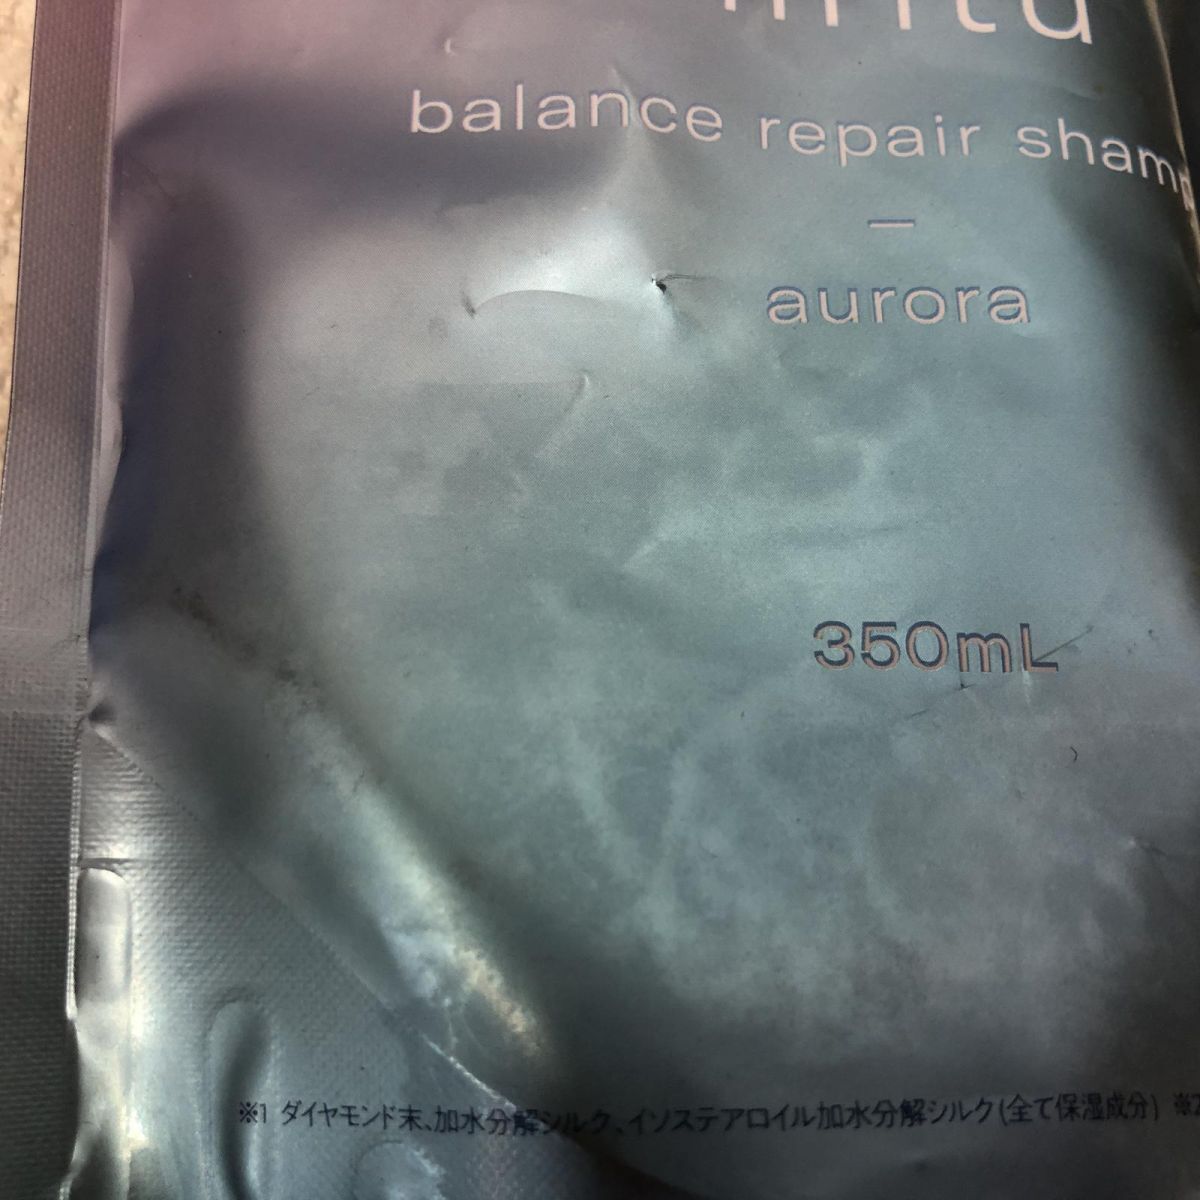 balance repair
aurora
350mL
※1 ダイヤモンド末、加水分解シルク、イソステアロイル加水分解シルク(全て保湿成分)